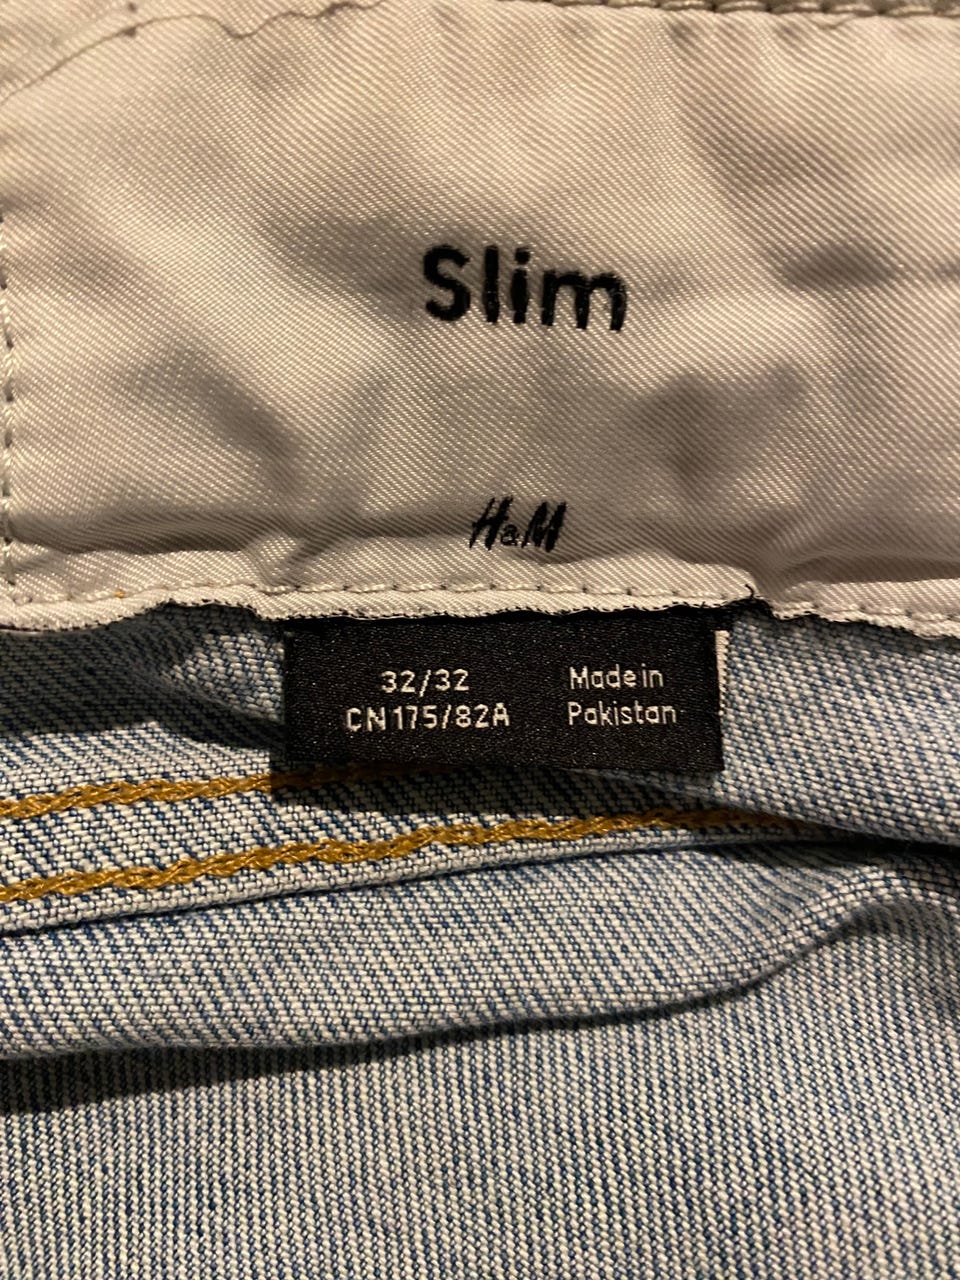 Slim
H&M
32/32
CN175/82A
Made in
Pakistan